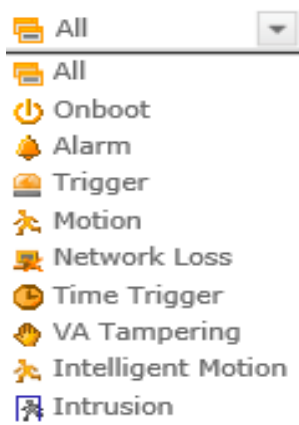 All
All
Onboot
Alarm
Trigger
Motion
Network Loss
Time Trigger
VA Tampering
Intelligent Motion
Intrusion